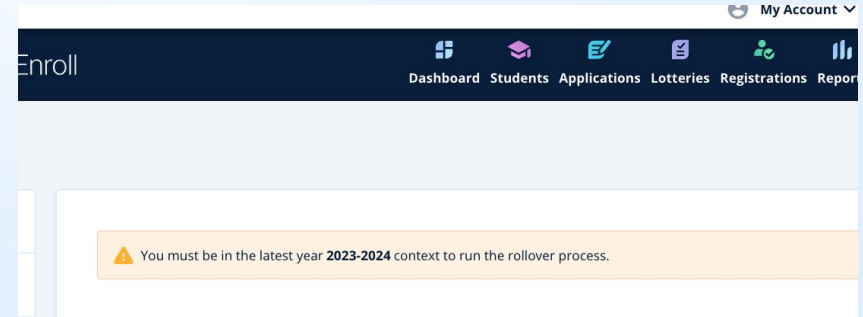 My Account
Enroll
Dashboard Students Applications Lotteries Registrations Repor
You must be in the latest year 2023-2024 context to run the rollover process.